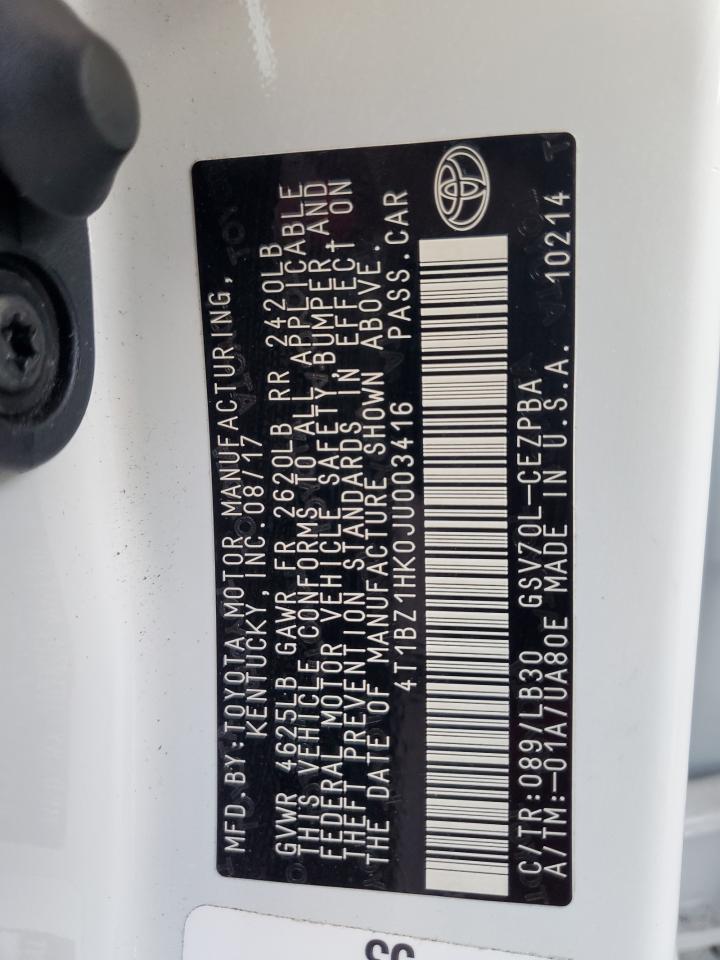 MFD.BY:TOYOTA MOTOR MANUFACTURING,
KENTUCKY, INC.08/17
GVWR 4625LB GAWR FR 2620LB RR 2420LB
THIS VEHICLE CONFORMS TO ALL APPLICABLE
FEDERAL MOTOR VEHICLE SAFETY,BUMPER,AND
THEFT PREVENTION STANDARDS IN EFFECT ON
THE DATE OF MANUFACTURE SHOWN ABOVE.
4T1BZ1HK0JU003416 PASS.CAR
C/TR:089/LB30 GSV70L-CEZPBA
A/TM:-01A/UA80E MADE IN U.S.A. 10214